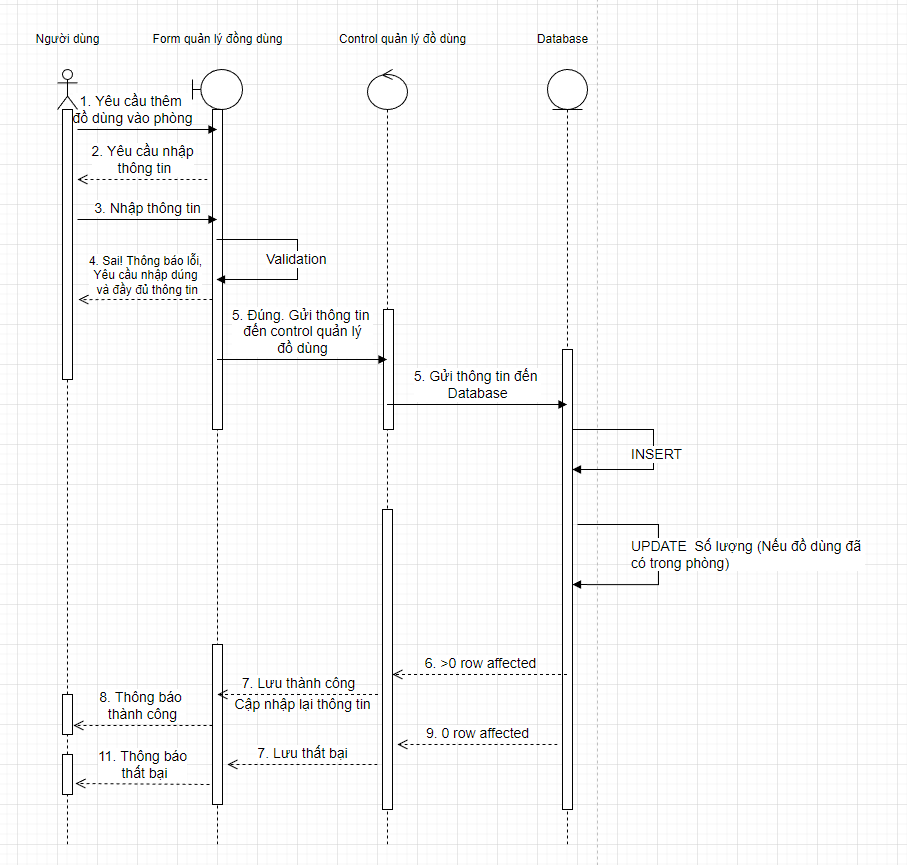 Người dùng
Form quản lý đồng dùng
Control quản lý đồ dùng
Database
1. Yêu cầu thêm
đồ dùng vào phòng
2. Yêu cầu nhập
thông tin
3. Nhập thông tin
Validation
4. Sai! Thông báo lỗi,
Yêu cầu nhập dúng
và đầy đủ thông tin
5. Đúng. Gửi thông tin
đến control quản lý
đồ dùng
5. Gửi thông tin đến
Database
INSERT
UPDATE Số lượng (Nếu đồ dùng đã
có trong phòng)
6. >0 row affected
7. Lưu thành công
Cập nhập lại thông tin
8. Thông báo
thành công
9. 0 row affected
7. Lưu thất bại
11. Thông báo
thất bại